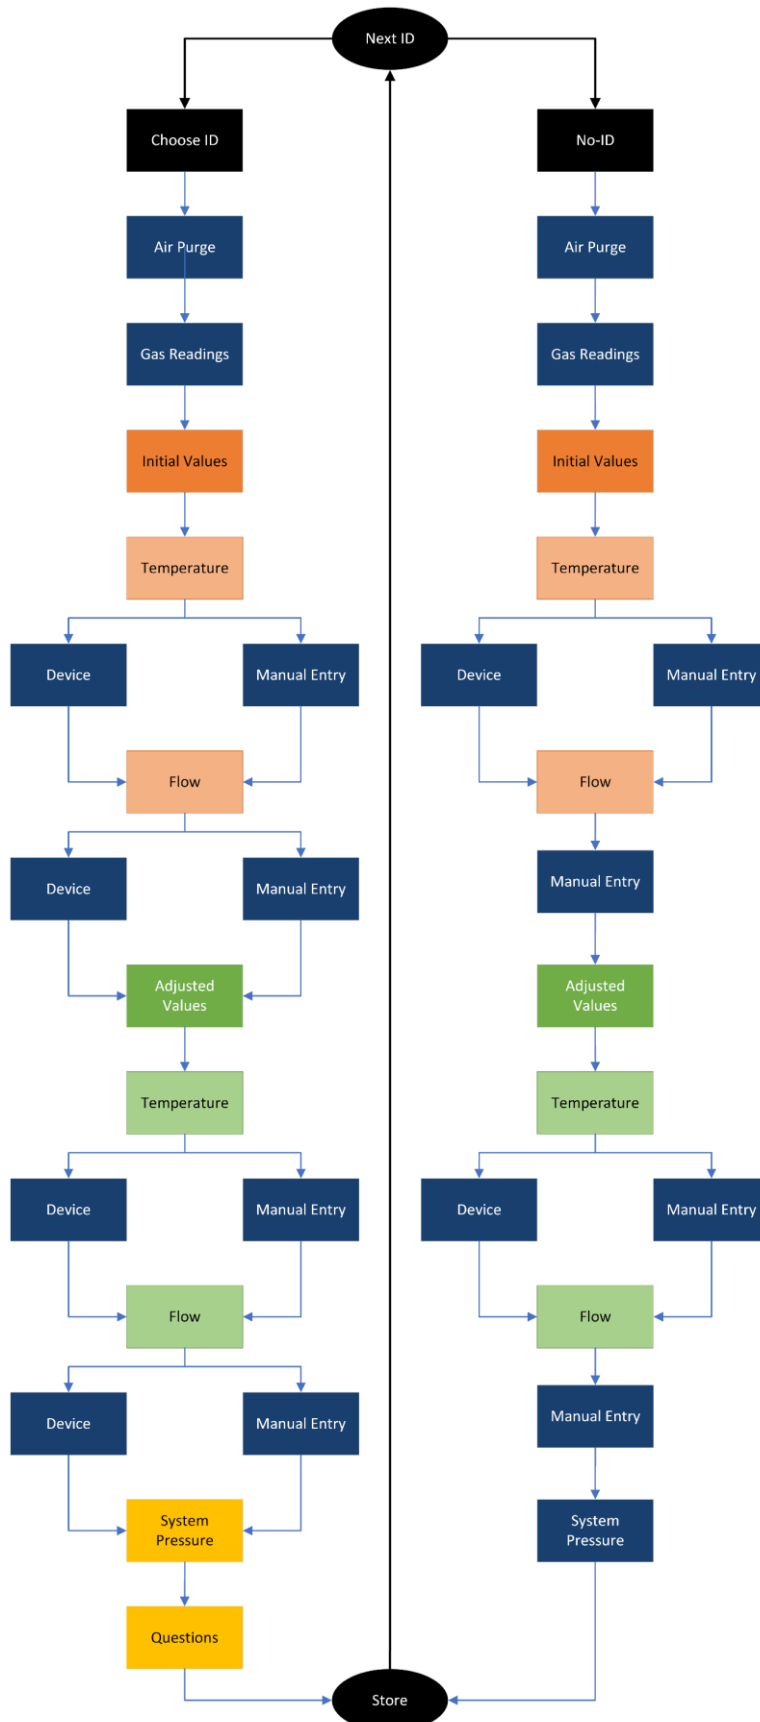 Next ID
Choose ID
No-ID
Air Purge
Air Purge
Gas Readings
Gas Readings
Initial Values
Initial Values
Temperature
Temperature
Device
Manual Entry
Device
Manual Entry
Flow
Flow
Device
Manual Entry
Manual Entry
Adjusted
Values
Adjusted
Values
Temperature
Temperature
Device
Manual Entry
Device
Manual Entry
Flow
Flow
Device
Manual Entry
Manual Entry
System
Pressure
System
Pressure
Questions
Store